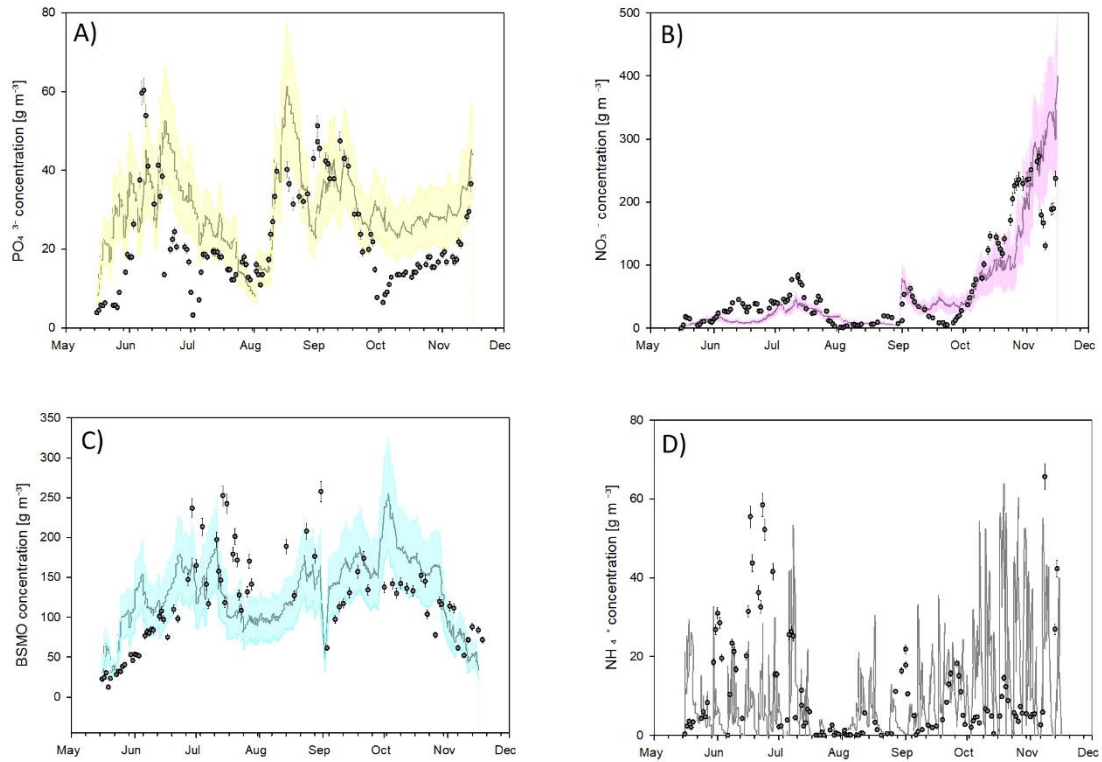 A)
PO₄ ³⁻ concentration [g m⁻³]
80
60
40
20
0
May Jun Jul Aug Sep Oct Nov Dec
B)
NO₃ ⁻ concentration [g m⁻³]
500
400
300
200
100
0
May Jun Jul Aug Sep Oct Nov Dec
C)
BSMO concentration [g m⁻³]
350
300
250
200
150
100
50
0
May Jun Jul Aug Sep Oct Nov Dec
D)
NH ₄ ⁺ concentration [g m⁻³]
80
60
40
20
0
May Jun Jul Aug Sep Oct Nov Dec